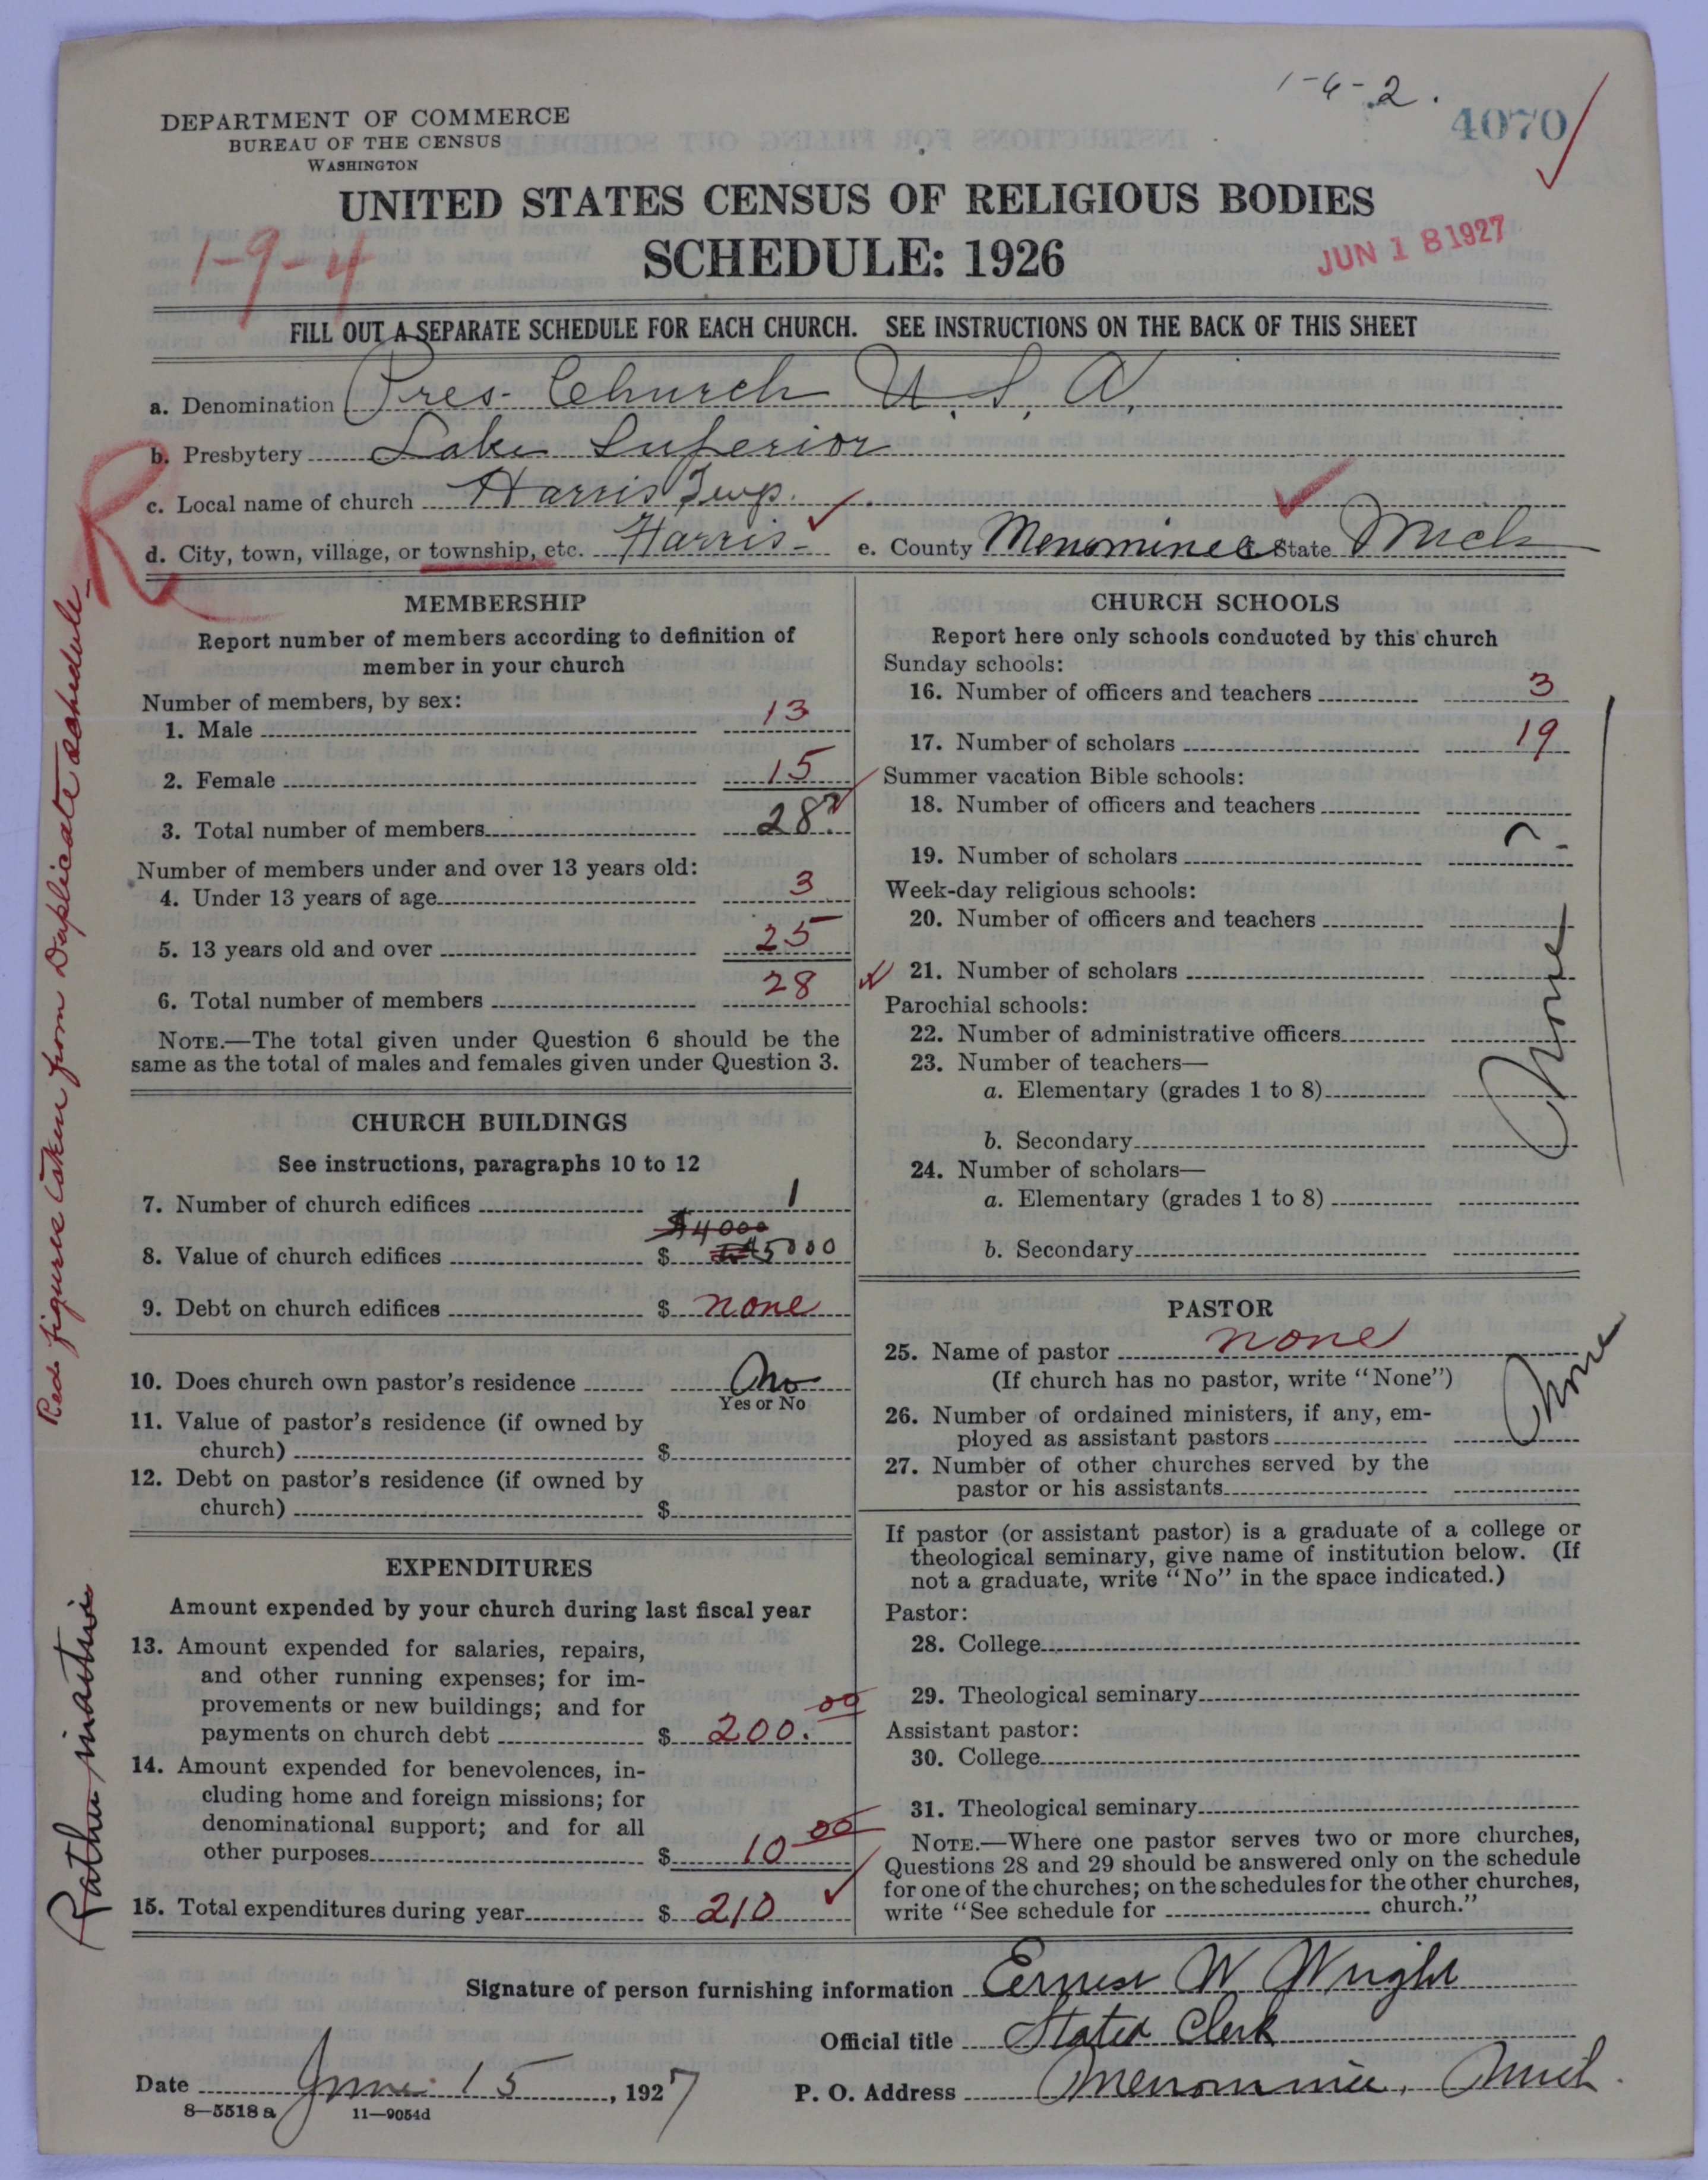 1-6-2.
4070
DEPARTMENT OF COMMERCE
BUREAU OF THE CENSUS
WASHINGTON
UNITED STATES CENSUS OF RELIGIOUS BODIES
SCHEDULE: 1926
1-9-4
JUN 18 1927
FILL OUT A SEPARATE SCHEDULE FOR EACH CHURCH. SEE INSTRUCTIONS ON THE BACK OF THIS SHEET
a. Denomination Pres. Church U. S. A.
b. Presbytery Lake Superior
c. Local name of church Harris Twp.
d. City, town, village, or township, etc. Harris e. County Menominee State Mich
R
Red figures taken from Duplicate schedule
MEMBERSHIP
Report number of members according to definition of
member in your church
Number of members, by sex:
1. Male 13
2. Female 15
3. Total number of members 28
Number of members under and over 13 years old:
4. Under 13 years of age 3
5. 13 years old and over 25
6. Total number of members 28
NOTE.—The total given under Question 6 should be the
same as the total of males and females given under Question 3.
CHURCH BUILDINGS
See instructions, paragraphs 10 to 12
7. Number of church edifices 1
$4000
8. Value of church edifices $ 5000
9. Debt on church edifices $ none
10. Does church own pastor's residence No
Yes or No
11. Value of pastor's residence (if owned by
church) $
12. Debt on pastor's residence (if owned by
church) $
EXPENDITURES
Amount expended by your church during last fiscal year
13. Amount expended for salaries, repairs,
and other running expenses; for im-
provements or new buildings; and for
payments on church debt $ 200.00
14. Amount expended for benevolences, in-
cluding home and foreign missions; for
denominational support; and for all
other purposes $ 10 00
15. Total expenditures during year $ 210
Rather inactive
CHURCH SCHOOLS
Report here only schools conducted by this church
Sunday schools:
16. Number of officers and teachers 3
17. Number of scholars 19
Summer vacation Bible schools:
18. Number of officers and teachers
19. Number of scholars
Week-day religious schools:
20. Number of officers and teachers
21. Number of scholars
Parochial schools:
22. Number of administrative officers
23. Number of teachers—
a. Elementary (grades 1 to 8)
b. Secondary
24. Number of scholars—
a. Elementary (grades 1 to 8)
b. Secondary
None
PASTOR
25. Name of pastor none
(If church has no pastor, write "None")
26. Number of ordained ministers, if any, em-
ployed as assistant pastors
None
27. Number of other churches served by the
pastor or his assistants
If pastor (or assistant pastor) is a graduate of a college or
theological seminary, give name of institution below. (If
not a graduate, write "No" in the space indicated.)
Pastor:
28. College
29. Theological seminary
Assistant pastor:
30. College
31. Theological seminary
NOTE.—Where one pastor serves two or more churches,
Questions 28 and 29 should be answered only on the schedule
for one of the churches; on the schedules for the other churches,
write "See schedule for church."
Signature of person furnishing information Ernest W Wright
Official title Stated Clerk
Date June 15, 1927 P. O. Address Menominee, Mich.
8—5518 a 11—9054d